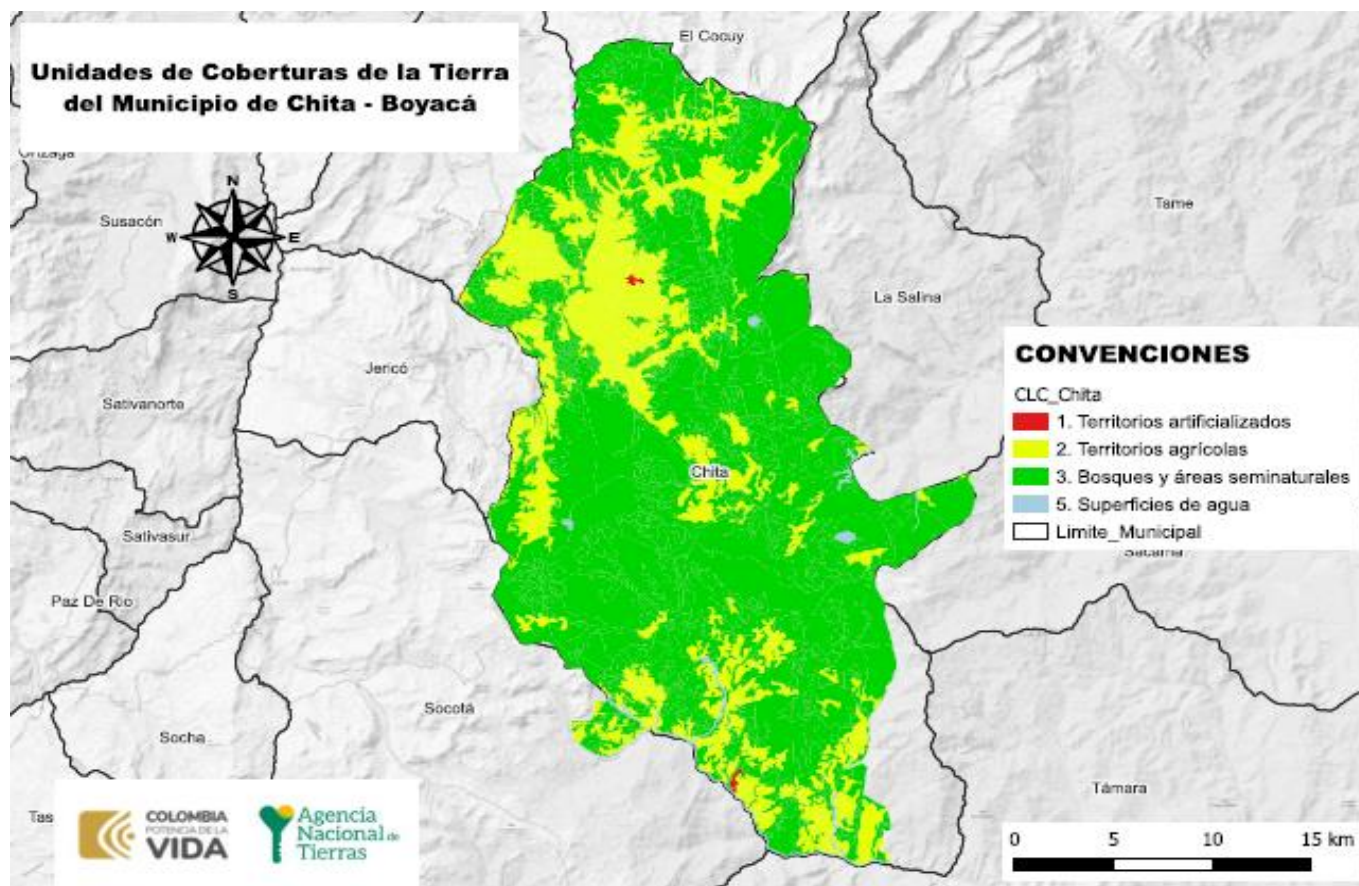 Unidades de Coberturas de la Tierra
del Municipio de Chita - Boyacá
El Cocuy
Susacón
N
W
E
S
Tame
La Salina
Jericó
Sativanorte
CONVENCIONES
CLC_Chita
1. Territorios artificializados
2. Territorios agrícolas
3. Bosques y áreas seminaturales
5. Superficies de agua
Limite_Municipal
Chita
Sativasur
Paz De Rio
Socotá
Socha
Támara
Tas
COLOMBIA
POTENCIA DE LA
VIDA
Agencia
Nacional de
Tierras
0 5 10 15 km